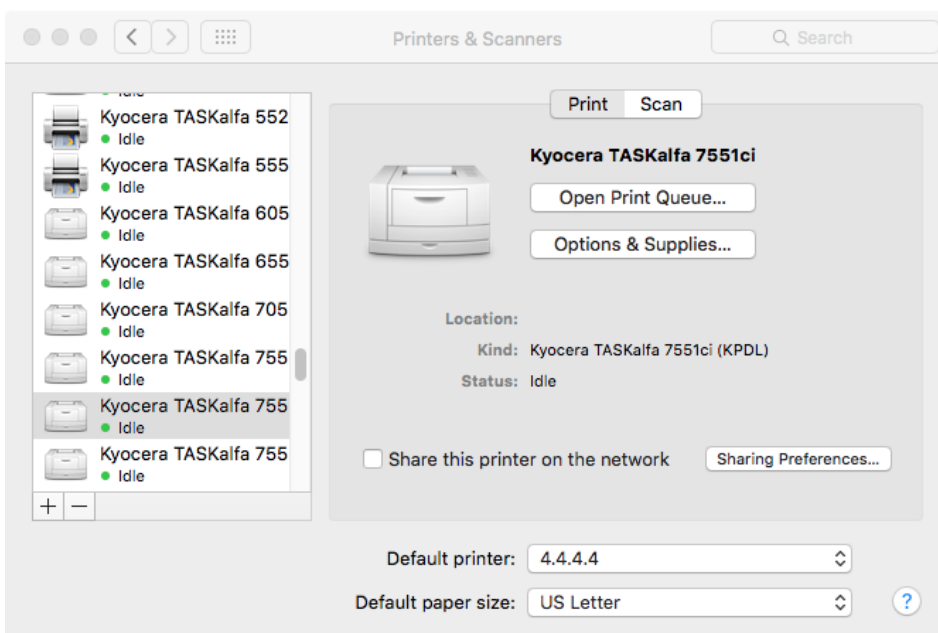 Printers & Scanners
Search
Kyocera TASKalfa 552
Idle
Kyocera TASKalfa 555
Idle
Kyocera TASKalfa 605
Idle
Kyocera TASKalfa 655
Idle
Kyocera TASKalfa 705
Idle
Kyocera TASKalfa 755
Idle
Kyocera TASKalfa 755
Idle
Kyocera TASKalfa 755
Idle
+ −
Print Scan
Kyocera TASKalfa 7551ci
Open Print Queue...
Options & Supplies...
Location:
Kind: Kyocera TASKalfa 7551ci (KPDL)
Status: Idle
Share this printer on the network Sharing Preferences...
Default printer: 4.4.4.4
Default paper size: US Letter ?